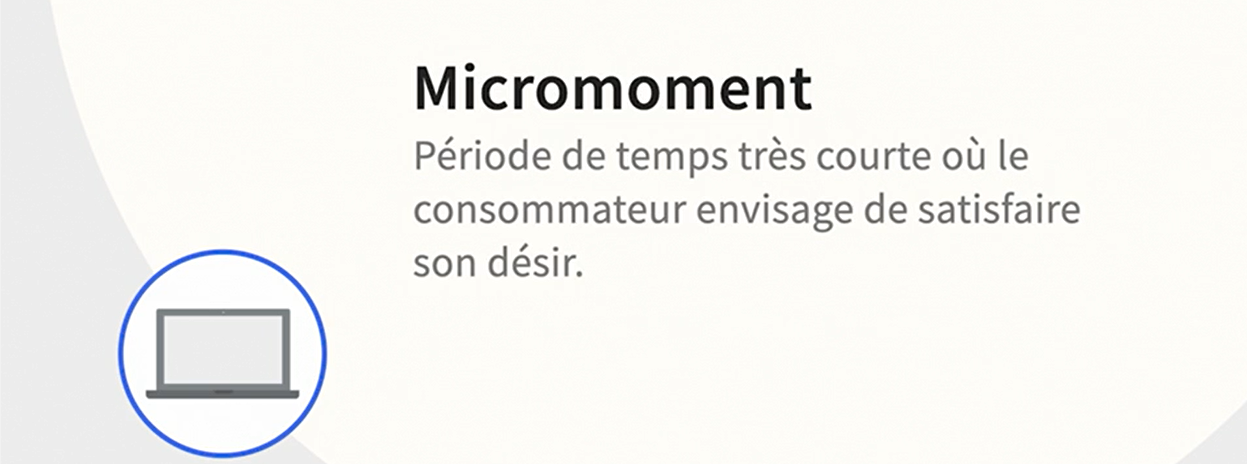 Micromoment
Période de temps très courte où le
consommateur envisage de satisfaire
son désir.